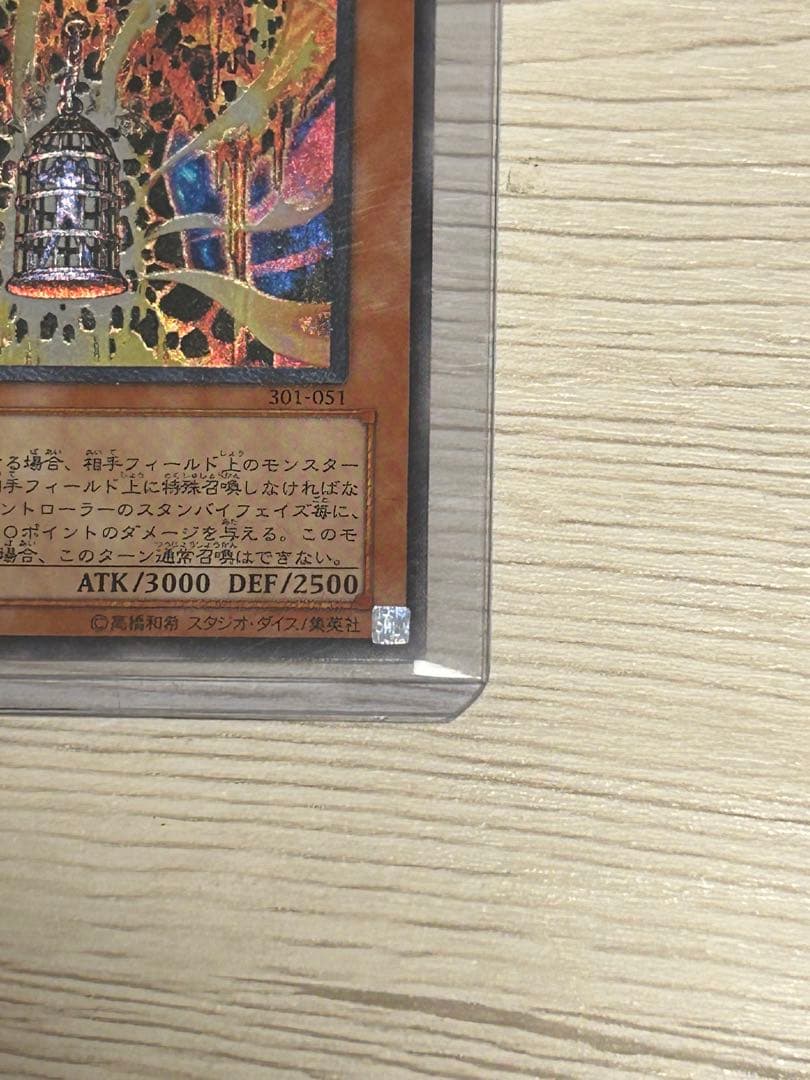 301-051
る場合、相手フィールド上のモンスター
手フィールド上に特殊召喚しなければな
ントローラーのスタンバイフェイズ毎に、
〇ポイントのダメージを与える。このモ
場合、このターン通常召喚はできない。
ATK/3000 DEF/2500
©高橋和希 スタジオ・ダイス/集英社